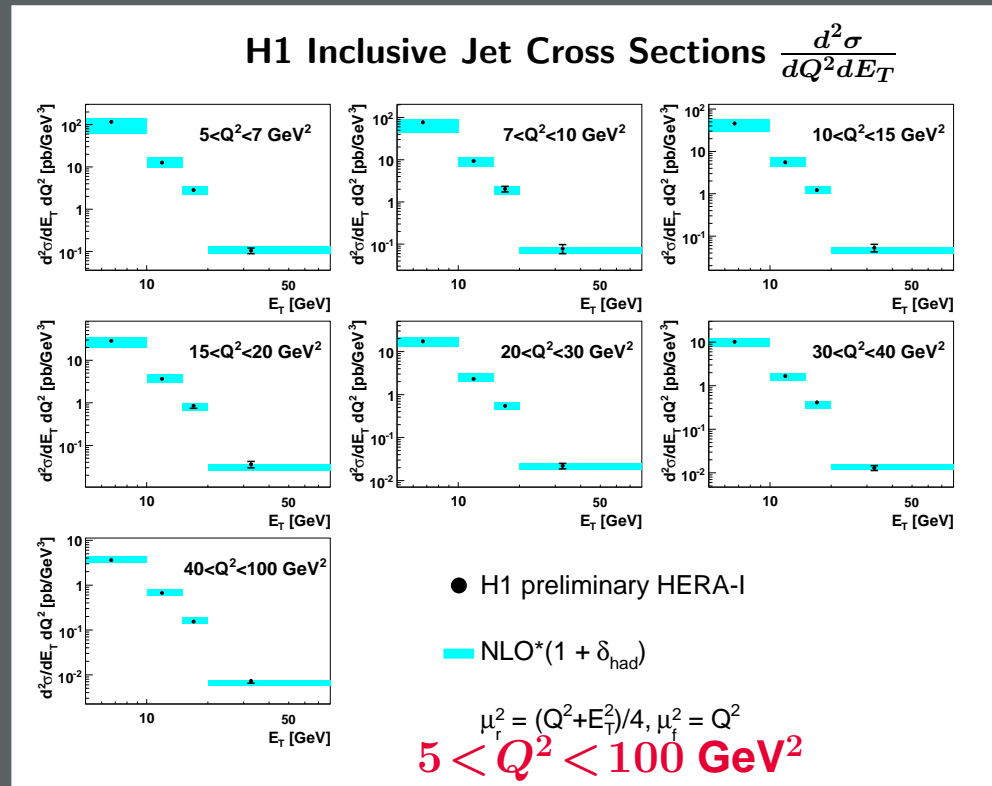 H1 Inclusive Jet Cross Sections d²σ/dQ²dE_T
d²σ/dE_T dQ² [pb/GeV³]
10²
10
1
10⁻¹
5<Q²<7 GeV²
10
50
E_T [GeV]
d²σ/dE_T dQ² [pb/GeV³]
10²
10
1
10⁻¹
7<Q²<10 GeV²
10
50
E_T [GeV]
d²σ/dE_T dQ² [pb/GeV³]
10²
10
1
10⁻¹
10<Q²<15 GeV²
10
50
E_T [GeV]
d²σ/dE_T dQ² [pb/GeV³]
10
1
10⁻¹
15<Q²<20 GeV²
10
50
E_T [GeV]
d²σ/dE_T dQ² [pb/GeV³]
10
1
10⁻¹
10⁻²
20<Q²<30 GeV²
10
50
E_T [GeV]
d²σ/dE_T dQ² [pb/GeV³]
10
1
10⁻¹
10⁻²
30<Q²<40 GeV²
10
50
E_T [GeV]
d²σ/dE_T dQ² [pb/GeV³]
10
1
10⁻¹
10⁻²
40<Q²<100 GeV²
10
50
E_T [GeV]
H1 preliminary HERA-I
NLO*(1 + δ_had)
μ_r² = (Q²+E_T²)/4, μ_f² = Q²
5 < Q² < 100 GeV²